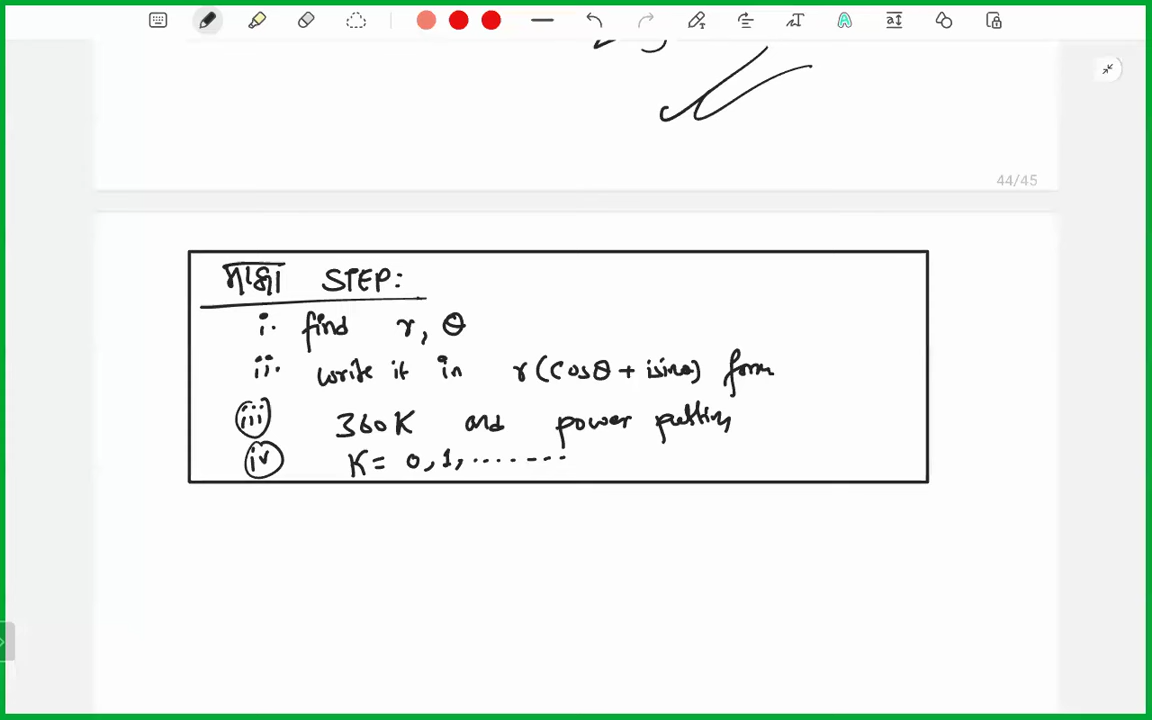 44/45
STEP:
i. find r, θ
ii. write it in r(cosθ + isinθ) form
iii 360K and power putting
iv K= 0, 1, ........